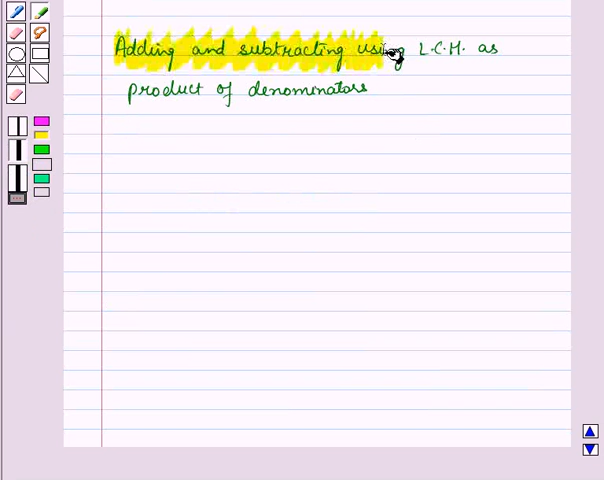 Adding and subtracting using L.C.M. as
product of denominators